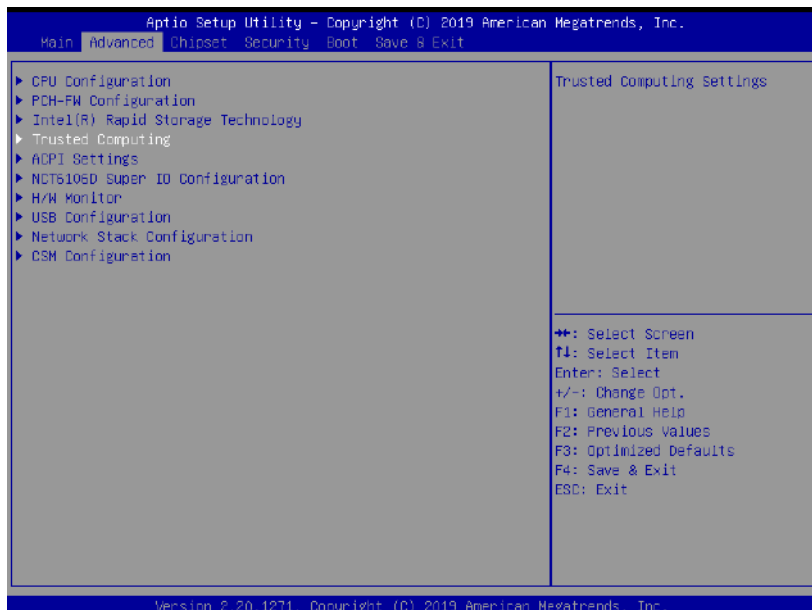 Aptio Setup Utility – Copyright (C) 2019 American Megatrends, Inc.
Main Advanced Chipset Security Boot Save & Exit
CPU Configuration
PCH-FW Configuration
Intel(R) Rapid Storage Technology
Trusted Computing
ACPI Settings
NCT6106D Super IO Configuration
H/W Monitor
USB Configuration
Network Stack Configuration
CSM Configuration
Trusted Computing Settings
→←: Select Screen
↑↓: Select Item
Enter: Select
+/-: Change Opt.
F1: General Help
F2: Previous Values
F3: Optimized Defaults
F4: Save & Exit
ESC: Exit
Version 2.20.1271. Copyright (C) 2019 American Megatrends, Inc.